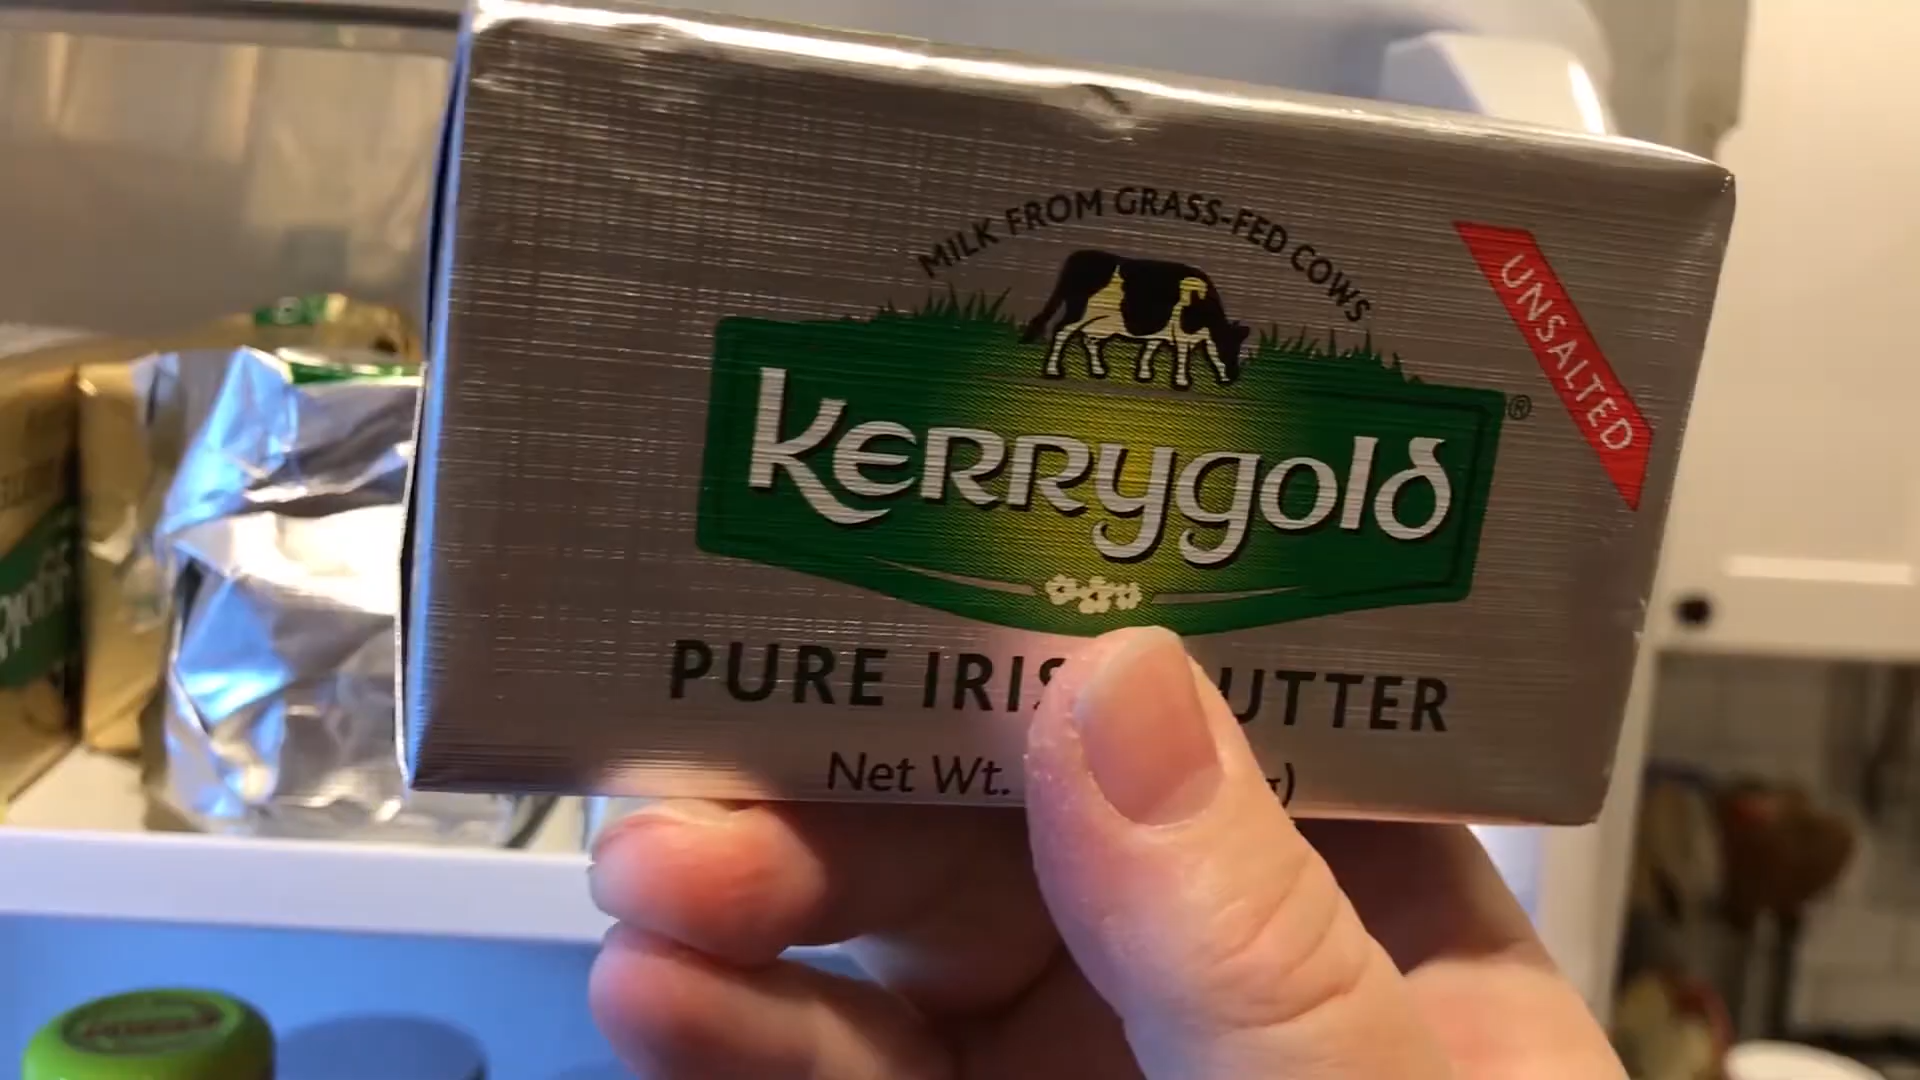 MILK FROM GRASS-FED COWS
UNSALTED
Kerrygold®
PURE IRIS UTTER
Net Wt. g)